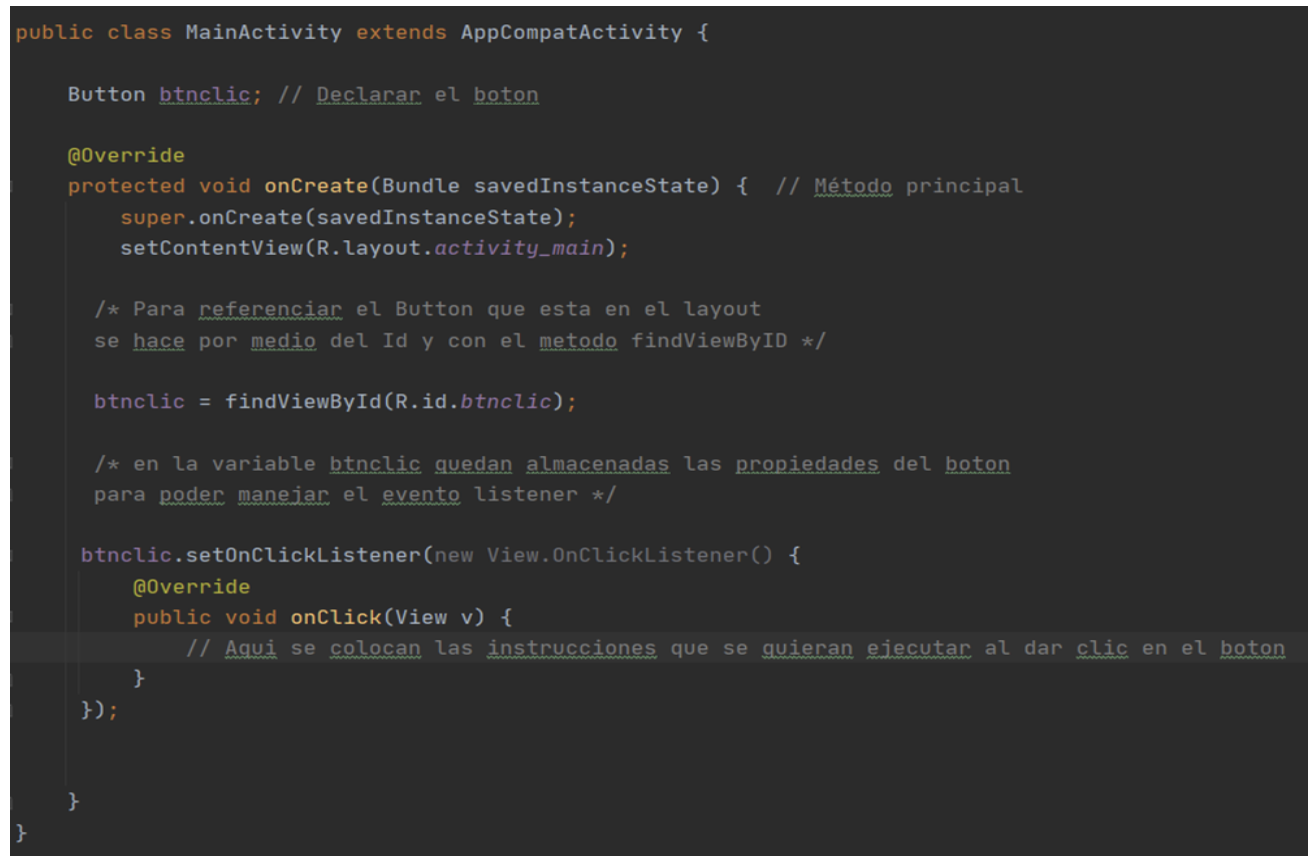 public class MainActivity extends AppCompatActivity {
Button btnclic; // Declarar el boton
@Override
protected void onCreate(Bundle savedInstanceState) { // Método principal
super.onCreate(savedInstanceState);
setContentView(R.layout.activity_main);
/* Para referenciar el Button que esta en el layout
se hace por medio del Id y con el metodo findViewByID */
btnclic = findViewById(R.id.btnclic);
/* en la variable btnclic quedan almacenadas las propiedades del boton
para poder manejar el evento listener */
btnclic.setOnClickListener(new View.OnClickListener() {
@Override
public void onClick(View v) {
// Aqui se colocan las instrucciones que se quieran ejecutar al dar clic en el boton
}
});
}
}